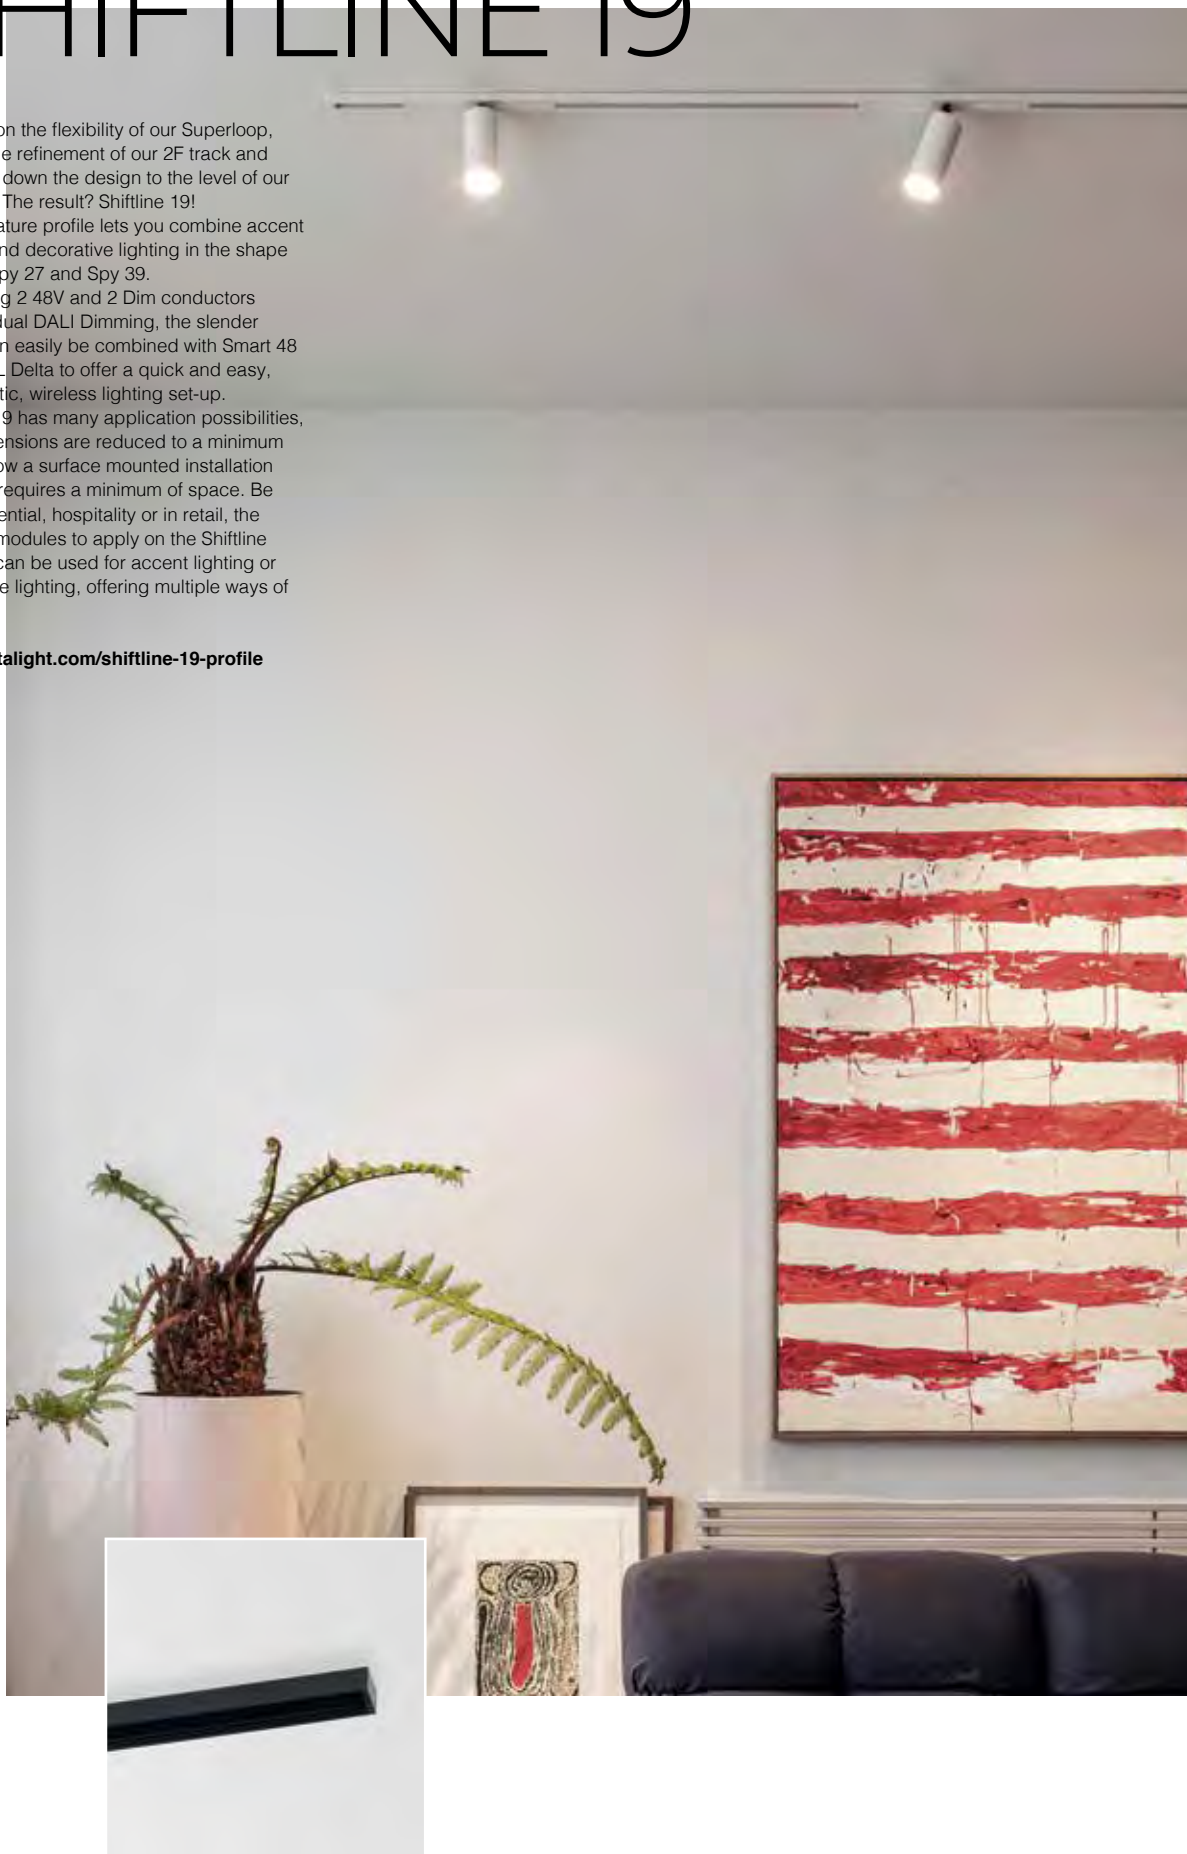 HIFTLINE 19
on the flexibility of our Superloop,
e refinement of our 2F track and
down the design to the level of our
The result? Shiftline 19!
ature profile lets you combine accent
nd decorative lighting in the shape
py 27 and Spy 39.
g 2 48V and 2 Dim conductors
dual DALI Dimming, the slender
n easily be combined with Smart 48
L Delta to offer a quick and easy,
tic, wireless lighting set-up.
9 has many application possibilities,
ensions are reduced to a minimum
ow a surface mounted installation
requires a minimum of space. Be
ential, hospitality or in retail, the
modules to apply on the Shiftline
can be used for accent lighting or
e lighting, offering multiple ways of
talight.com/shiftline-19-profile